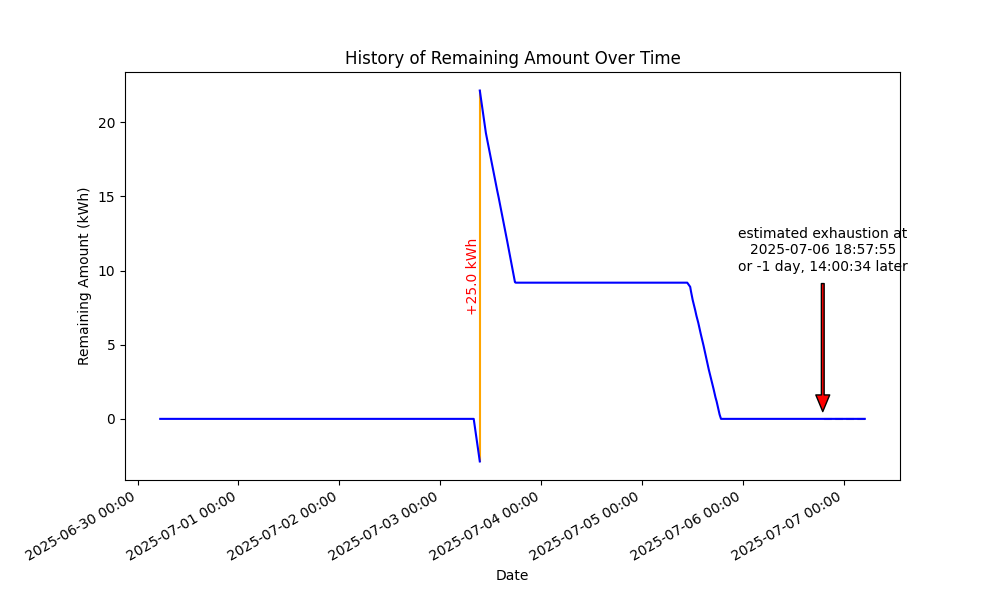 History of Remaining Amount Over Time
20
15
10
5
0
Remaining Amount (kWh)
+25.0 kWh
estimated exhaustion at
2025-07-06 18:57:55
or -1 day, 14:00:34 later
2025-06-30 00:00
2025-07-01 00:00
2025-07-02 00:00
2025-07-03 00:00
2025-07-04 00:00
2025-07-05 00:00
2025-07-06 00:00
2025-07-07 00:00
Date